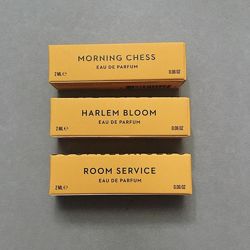 MORNING CHESS
EAU DE PARFUM
2 ML ℮ 0.06 OZ
HARLEM BLOOM
EAU DE PARFUM
2 ML ℮ 0.06 OZ
ROOM SERVICE
EAU DE PARFUM
2 ML ℮ 0.06 OZ